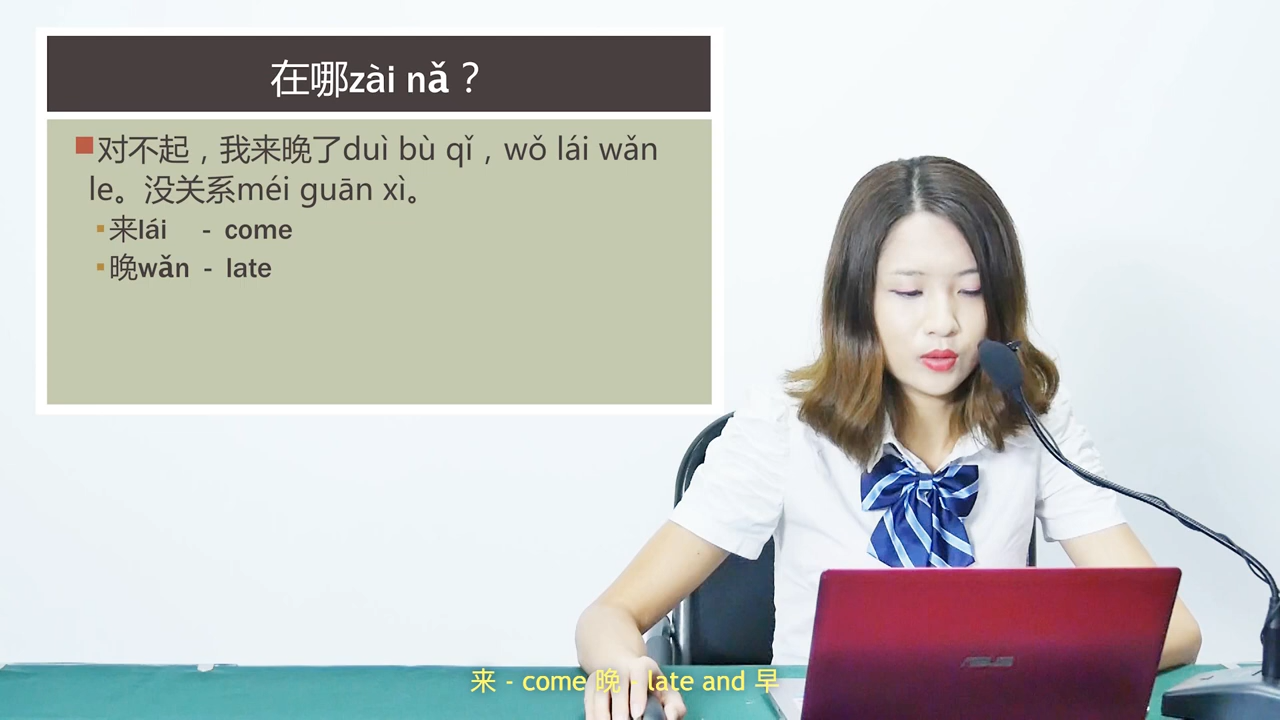 在哪zài nǎ？
对不起，我来晚了duì bù qǐ，wǒ lái wǎn
le。没关系méi guān xì。
来lái - come
晚wǎn - late
ASUS
来 - come 晚 - late and 早